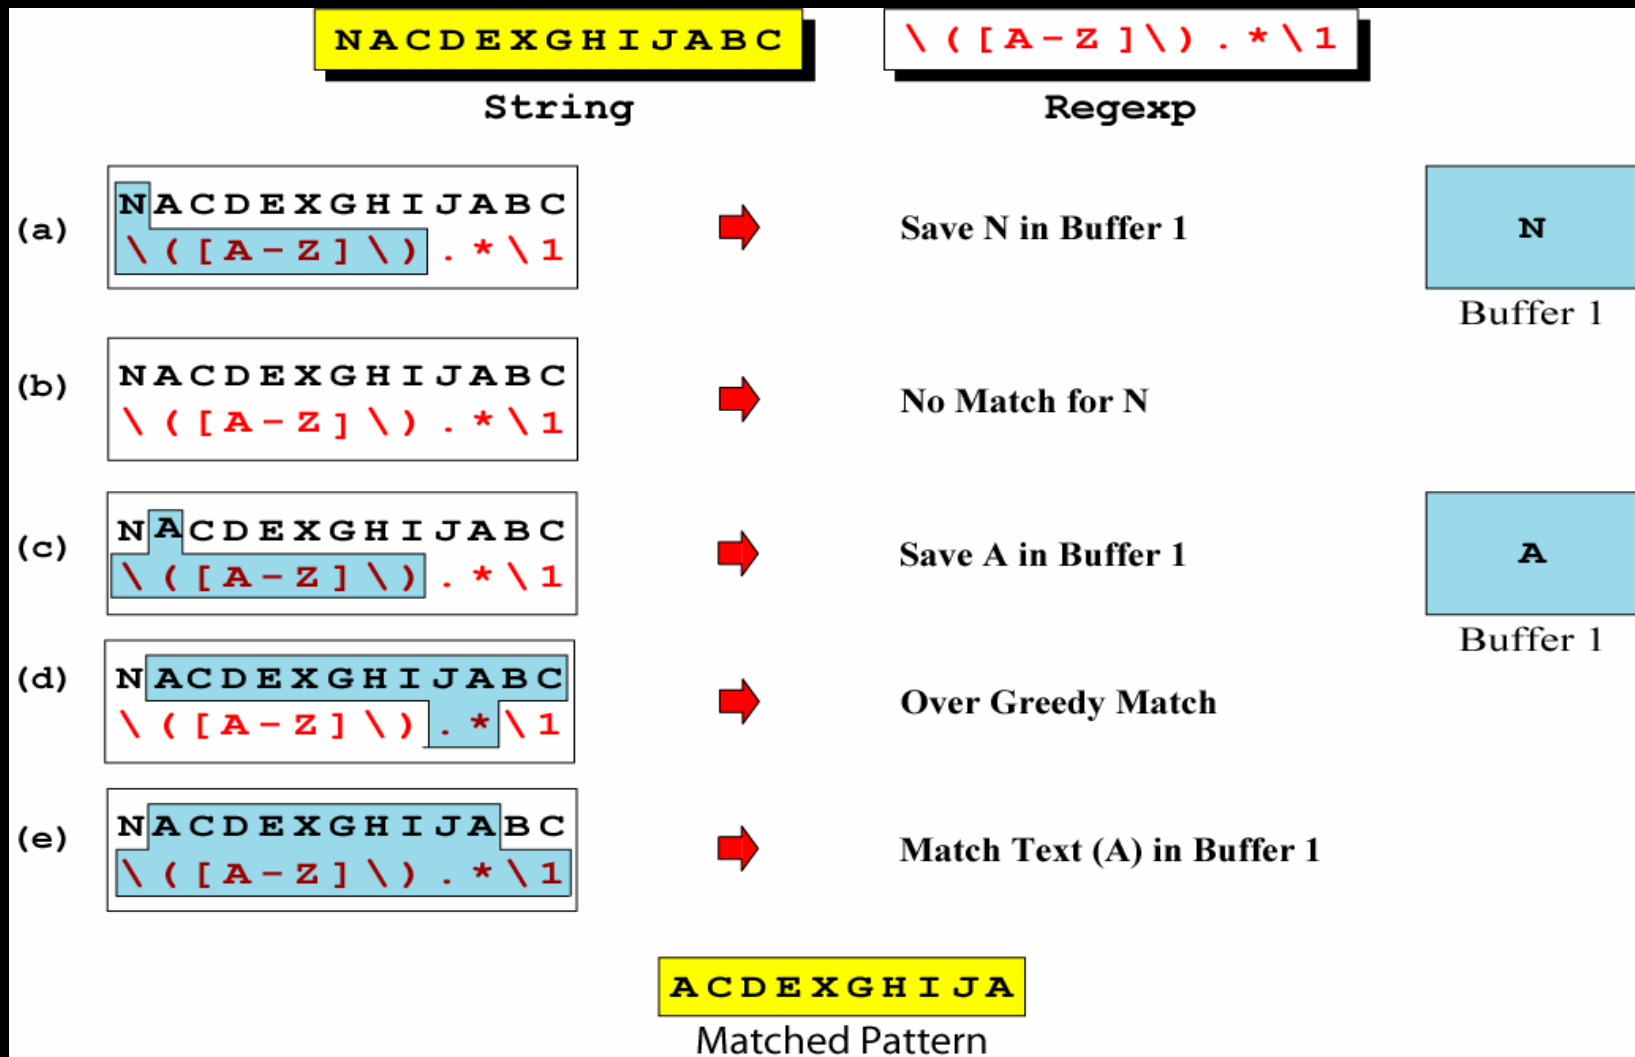 NACDEXGHIJABC
\([A-Z]\).*\1
String
Regexp
(a)
NACDEXGHIJABC
\([A-Z]\).*\1
Save N in Buffer 1
N
Buffer 1
(b)
NACDEXGHIJABC
\([A-Z]\).*\1
No Match for N
(c)
NACDEXGHIJABC
\([A-Z]\).*\1
Save A in Buffer 1
A
Buffer 1
(d)
NACDEXGHIJABC
\([A-Z]\).*\1
Over Greedy Match
(e)
NACDEXGHIJABC
\([A-Z]\).*\1
Match Text (A) in Buffer 1
ACDEXGHIJA
Matched Pattern